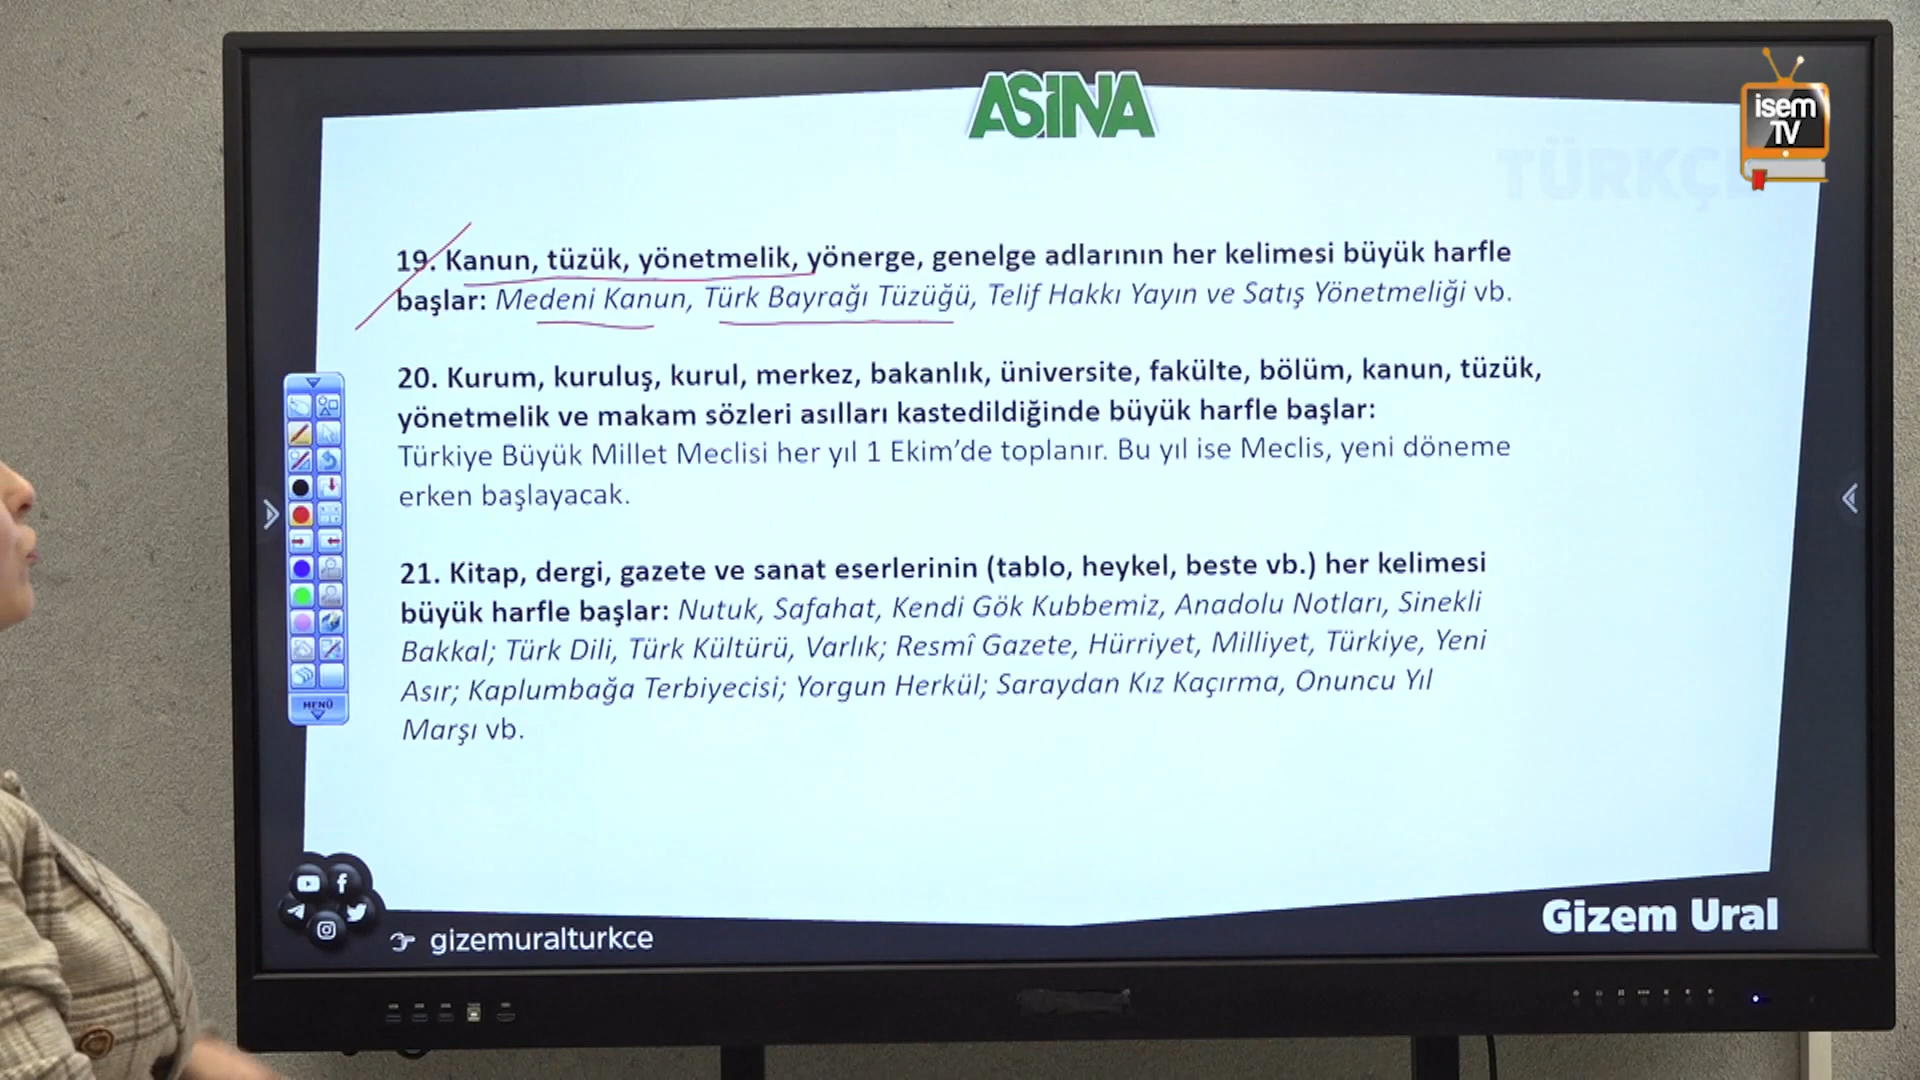 ASiNA
isem
TV
TÜRKÇE
19. Kanun, tüzük, yönetmelik, yönerge, genelge adlarının her kelimesi büyük harfle
başlar: Medeni Kanun, Türk Bayrağı Tüzüğü, Telif Hakkı Yayın ve Satış Yönetmeliği vb.
20. Kurum, kuruluş, kurul, merkez, bakanlık, üniversite, fakülte, bölüm, kanun, tüzük,
yönetmelik ve makam sözleri asılları kastedildiğinde büyük harfle başlar:
Türkiye Büyük Millet Meclisi her yıl 1 Ekim’de toplanır. Bu yıl ise Meclis, yeni döneme
erken başlayacak.
21. Kitap, dergi, gazete ve sanat eserlerinin (tablo, heykel, beste vb.) her kelimesi
büyük harfle başlar: Nutuk, Safahat, Kendi Gök Kubbemiz, Anadolu Notları, Sinekli
Bakkal; Türk Dili, Türk Kültürü, Varlık; Resmî Gazete, Hürriyet, Milliyet, Türkiye, Yeni
Asır; Kaplumbağa Terbiyecisi; Yorgun Herkül; Saraydan Kız Kaçırma, Onuncu Yıl
Marşı vb.
MENÜ
gizemuralturkce
Gizem Ural